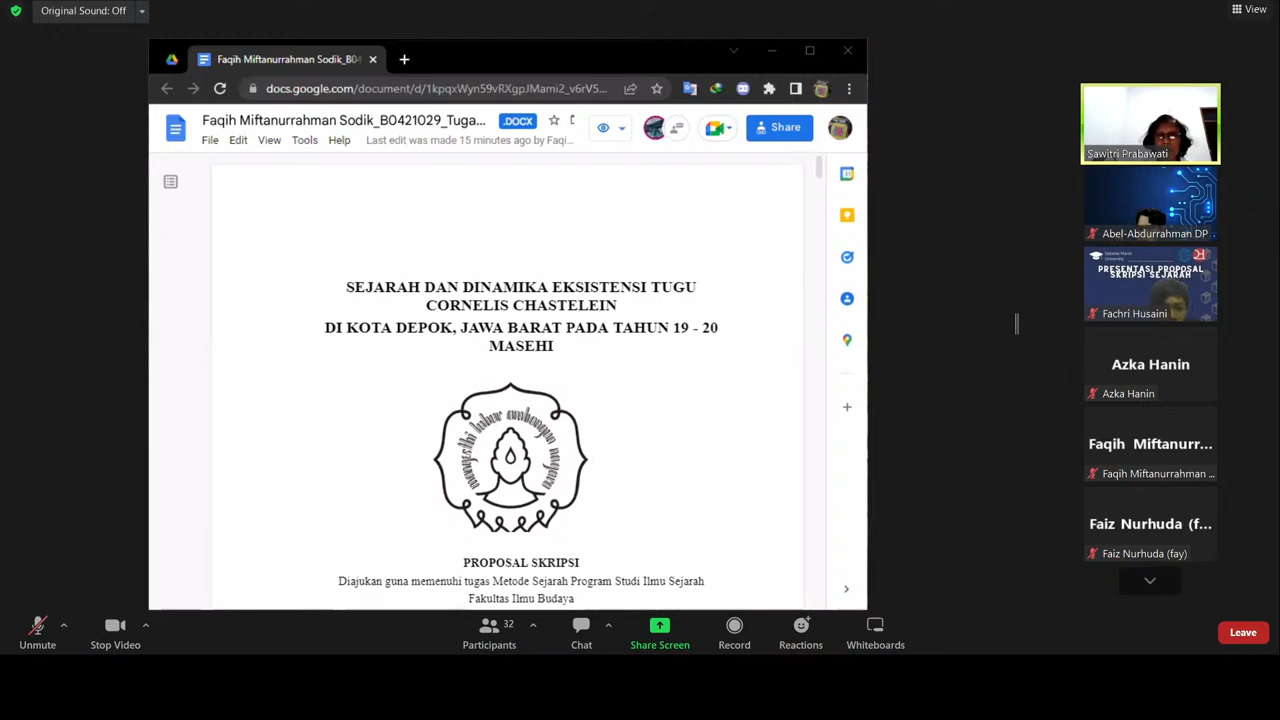 Original Sound: Off
View
Faqih Miftanurrahman Sodik_B04
docs.google.com/document/d/1kpqxWyn59vRXgpJMami2_v6rV5...
Faqih Miftanurrahman Sodik_B0421029_Tuga...
.DOCX
Share
File Edit View Tools Help
Last edit was made 15 minutes ago by Faqi...
SEJARAH DAN DINAMIKA EKSISTENSI TUGU
CORNELIS CHASTELEIN
DI KOTA DEPOK, JAWA BARAT PADA TAHUN 19 - 20
MASEHI
mangesthi luhur ambangun nagara
PROPOSAL SKRIPSI
Diajukan guna memenuhi tugas Metode Sejarah Program Studi Ilmu Sejarah
Fakultas Ilmu Budaya
Sawitri Prabawati
Abel-Abdurrahman DP
PRESENTASI PROPOSAL
SKRIPSI SEJARAH
Fachri Husaini
Azka Hanin
Azka Hanin
Faqih Miftanurr...
Faqih Miftanurrahman ...
Faiz Nurhuda (f...
Faiz Nurhuda (fay)
Unmute
Stop Video
32
Participants
Chat
Share Screen
Record
Reactions
Whiteboards
Leave